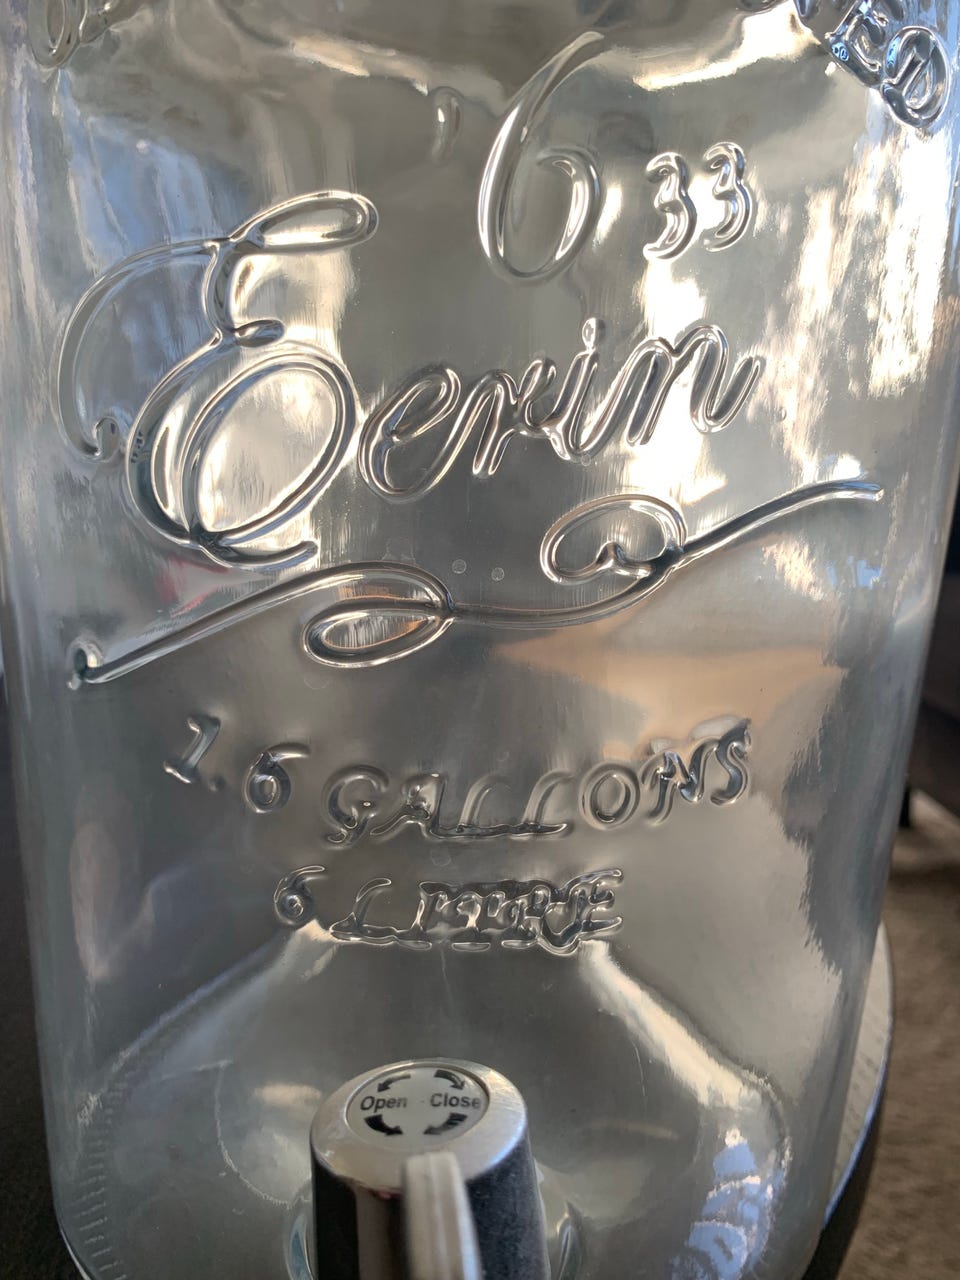 6 33
Eerin
1.6 GALLONS
6 LITRE
Open Close